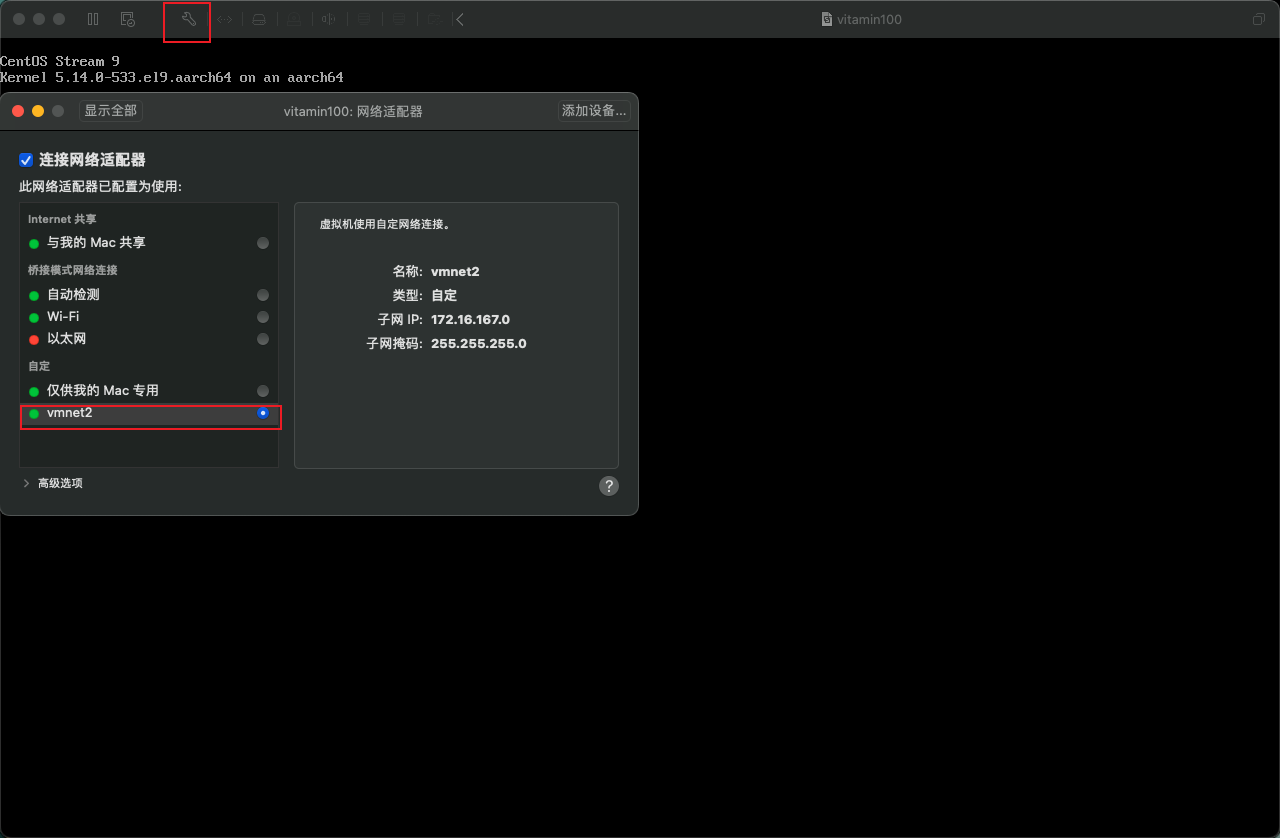 vitamin100
CentOS Stream 9
Kernel 5.14.0-533.el9.aarch64 on an aarch64
显示全部
vitamin100: 网络适配器
添加设备...
连接网络适配器
此网络适配器已配置为使用:
Internet 共享
与我的 Mac 共享
桥接模式网络连接
自动检测
Wi-Fi
以太网
自定
仅供我的 Mac 专用
vmnet2
虚拟机使用自定网络连接。
名称: vmnet2
类型: 自定
子网 IP: 172.16.167.0
子网掩码: 255.255.255.0
高级选项
?